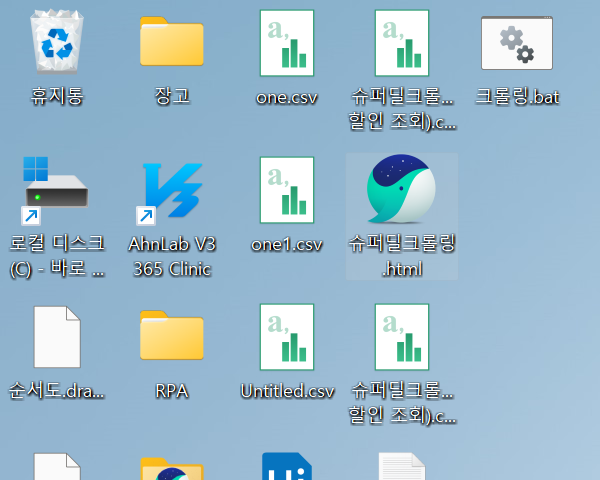 휴지통
장고
one.csv
슈퍼딜크롤...
할인 조회).c...
크롤링.bat
로컬 디스크
(C) - 바로 ...
AhnLab V3
365 Clinic
one1.csv
슈퍼딜크롤링
.html
순서도.dra...
RPA
Untitled.csv
슈퍼딜크롤...
할인 조회).c...